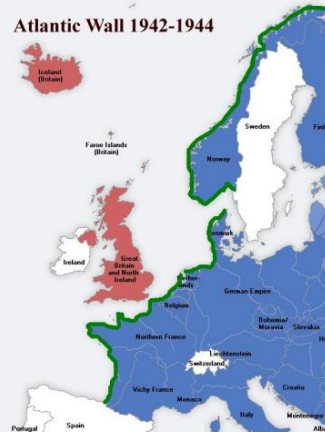 Atlantic Wall 1942-1944
Iceland
(Britain)
Sweden
Faroe Islands
(Britain)
Norway
Ireland
Great
Britain
and North
Ireland
Nether-
lands
German Empire
Belgium
Bohemia/
Moravia
Slovakia
Northern France
Liechtenstein
Switzerland
Vichy France
Croatia
Monaco
Italy
Montenegro
Portugal
Spain